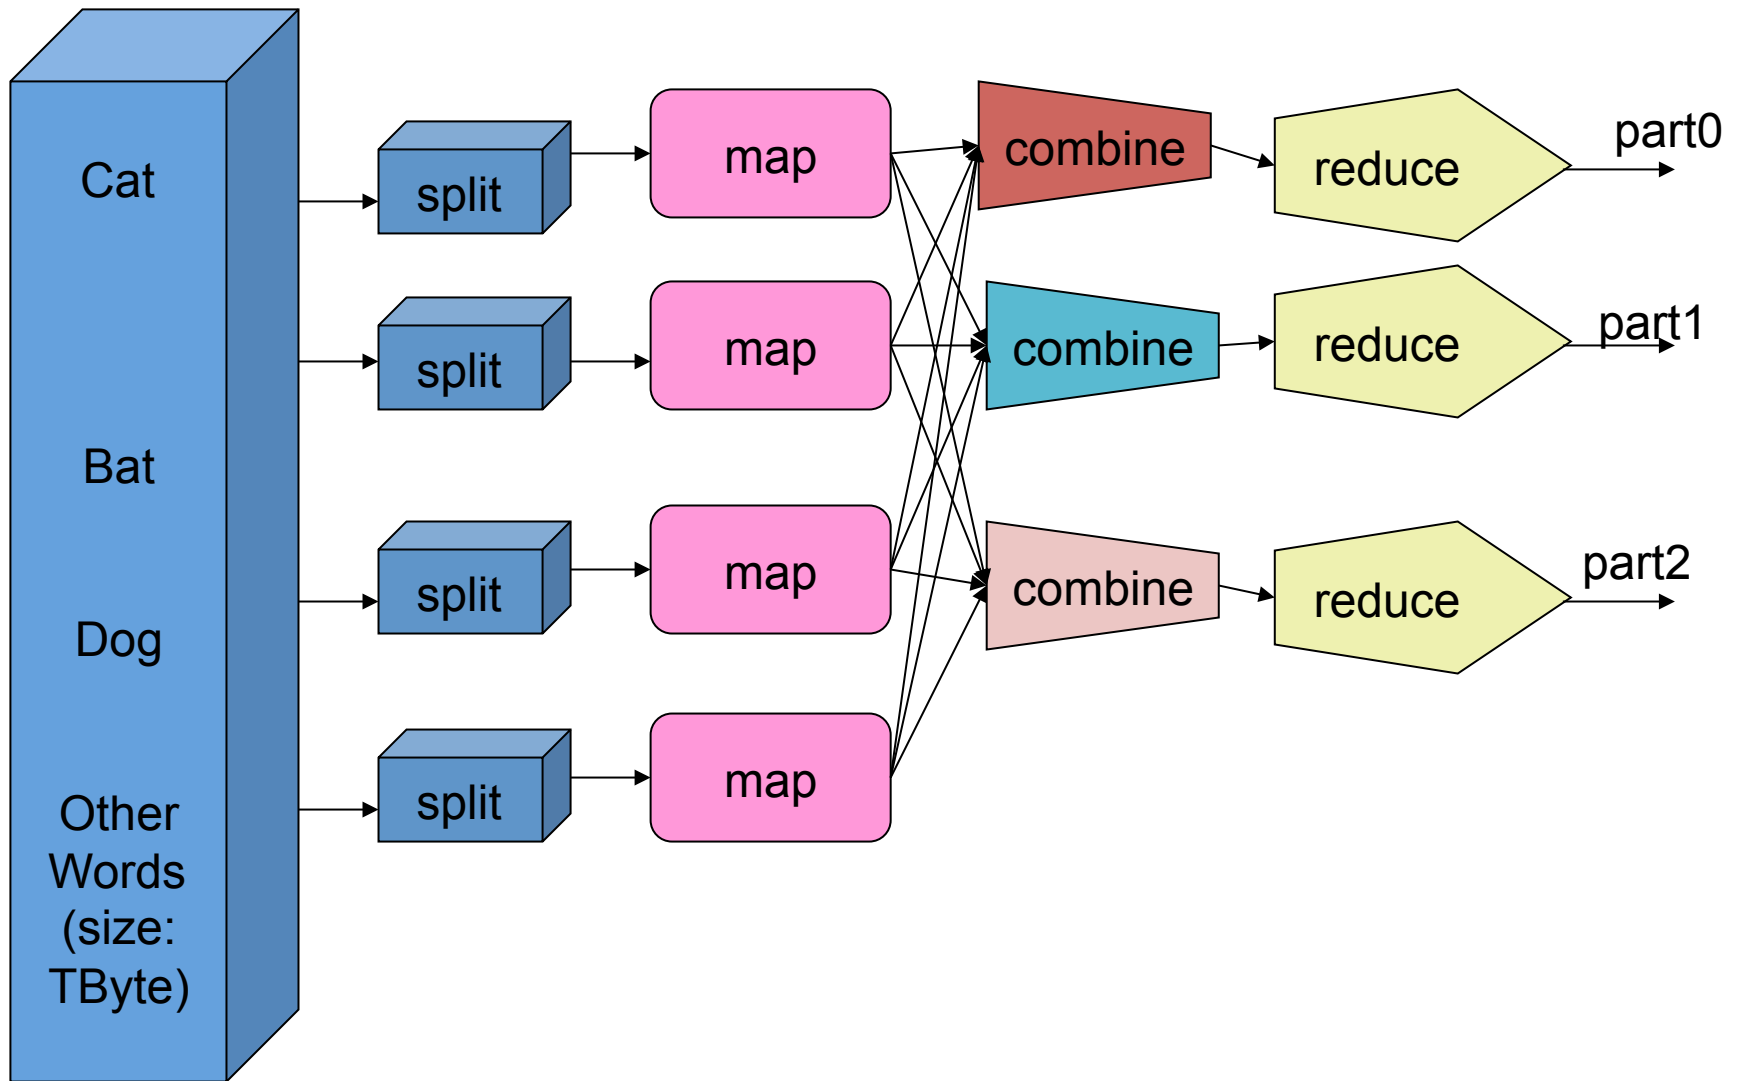 Cat
Bat
Dog
Other
Words
(size:
TByte)
split
split
split
split
map
map
map
map
combine
combine
combine
reduce
reduce
reduce
part0
part1
part2